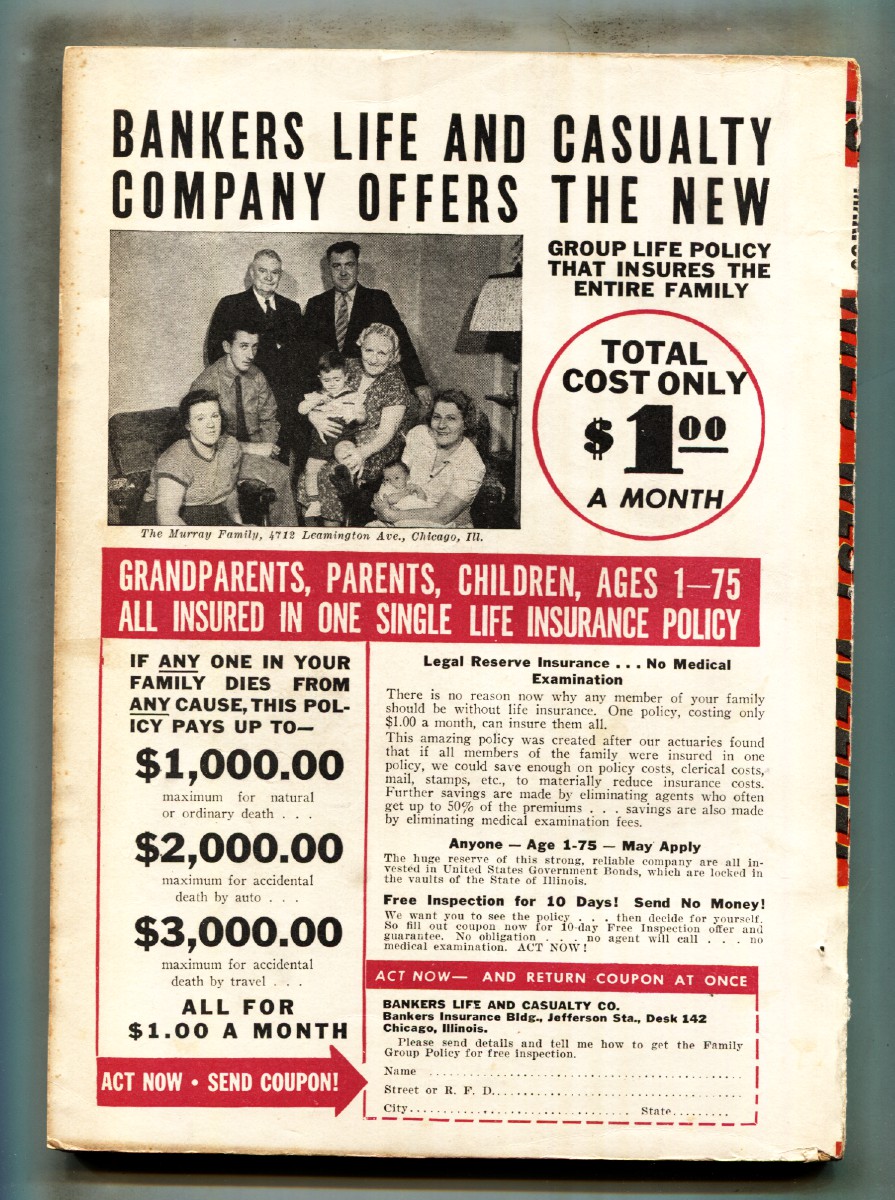 BANKERS LIFE AND CASUALTY
COMPANY OFFERS THE NEW
GROUP LIFE POLICY
THAT INSURES THE
ENTIRE FAMILY
TOTAL
COST ONLY
$1.00
A MONTH
The Murray Family, 4712 Leamington Ave., Chicago, Ill.
GRANDPARENTS, PARENTS, CHILDREN, AGES 1—75
ALL INSURED IN ONE SINGLE LIFE INSURANCE POLICY
IF ANY ONE IN YOUR
FAMILY DIES FROM
ANY CAUSE, THIS POL-
ICY PAYS UP TO—
$1,000.00
maximum for natural
or ordinary death . . .
$2,000.00
maximum for accidental
death by auto . . .
$3,000.00
maximum for accidental
death by travel . . .
ALL FOR
$1.00 A MONTH
ACT NOW • SEND COUPON!
Legal Reserve Insurance . . . No Medical
Examination
There is no reason now why any member of your family
should be without life insurance. One policy, costing only
$1.00 a month, can insure them all.
This amazing policy was created after our actuaries found
that if all members of the family were insured in one
policy, we could save enough on policy costs, clerical costs,
mail, stamps, etc., to materially reduce insurance costs.
Further savings are made by eliminating agents who often
get up to 50% of the premiums . . . savings are also made
by eliminating medical examination fees.
Anyone — Age 1-75 — May Apply
The huge reserve of this strong, reliable company are all in-
vested in United States Government Bonds, which are locked in
the vaults of the State of Illinois.
Free Inspection for 10 Days! Send No Money!
We want you to see the policy . . . then decide for yourself.
So fill out coupon now for 10-day Free Inspection offer and
guarantee. No obligation . . . no agent will call . . . no
medical examination. ACT NOW!
ACT NOW— AND RETURN COUPON AT ONCE
BANKERS LIFE AND CASUALTY CO.
Bankers Insurance Bldg., Jefferson Sta., Desk 142
Chicago, Illinois.
Please send details and tell me how to get the Family
Group Policy for free inspection.
Name
Street or R. F. D.
City State